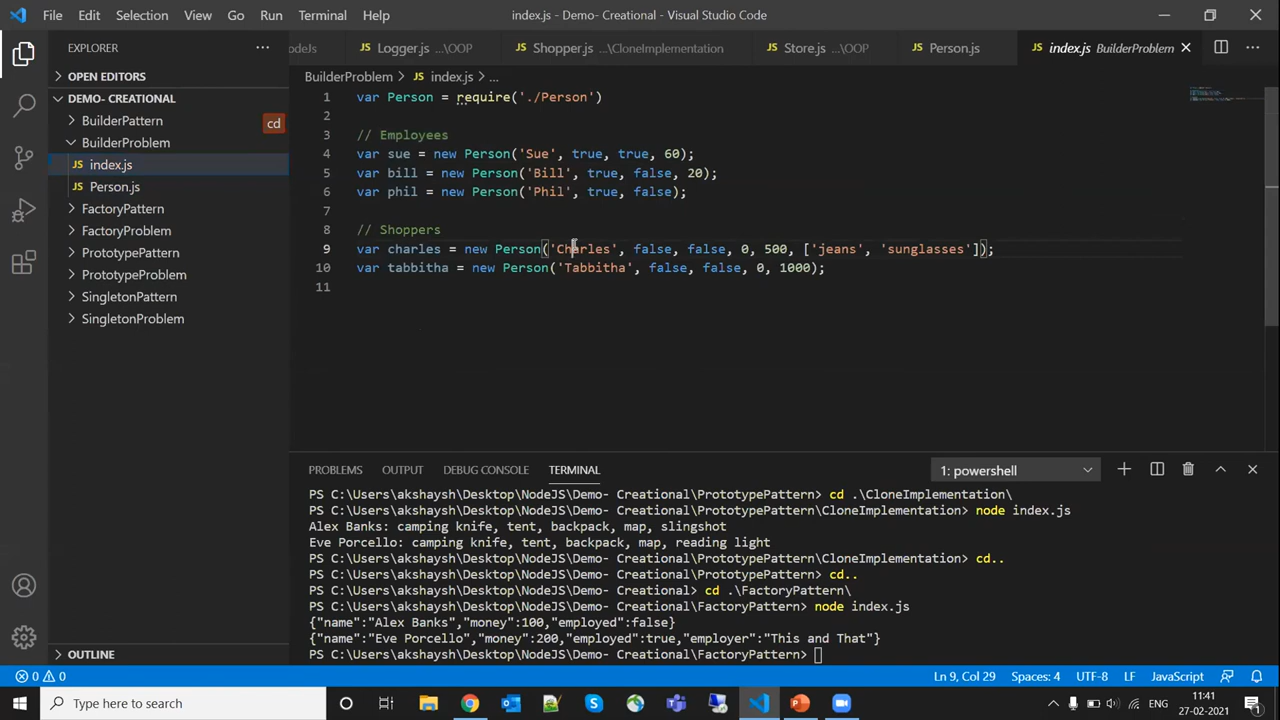 File Edit Selection View Go Run Terminal Help index.js - Demo- Creational - Visual Studio Code
EXPLORER
odeJs Logger.js ...\OOP Shopper.js ...\CloneImplementation Store.js ...\OOP Person.js index.js BuilderProblem
OPEN EDITORS
DEMO- CREATIONAL
BuilderPattern
cd
BuilderProblem
index.js
Person.js
FactoryPattern
FactoryProblem
PrototypePattern
PrototypeProblem
SingletonPattern
SingletonProblem
OUTLINE
BuilderProblem > index.js > ...
1 var Person = require('./Person')
2
3 // Employees
4 var sue = new Person('Sue', true, true, 60);
5 var bill = new Person('Bill', true, false, 20);
6 var phil = new Person('Phil', true, false);
7
8 // Shoppers
9 var charles = new Person('Charles', false, false, 0, 500, ['jeans', 'sunglasses']);
10 var tabbitha = new Person('Tabbitha', false, false, 0, 1000);
11
PROBLEMS OUTPUT DEBUG CONSOLE TERMINAL 1: powershell
PS C:\Users\akshaysh\Desktop\NodeJS\Demo- Creational\PrototypePattern> cd .\CloneImplementation\
PS C:\Users\akshaysh\Desktop\NodeJS\Demo- Creational\PrototypePattern\CloneImplementation> node index.js
Alex Banks: camping knife, tent, backpack, map, slingshot
Eve Porcello: camping knife, tent, backpack, map, reading light
PS C:\Users\akshaysh\Desktop\NodeJS\Demo- Creational\PrototypePattern\CloneImplementation> cd..
PS C:\Users\akshaysh\Desktop\NodeJS\Demo- Creational\PrototypePattern> cd..
PS C:\Users\akshaysh\Desktop\NodeJS\Demo- Creational> cd .\FactoryPattern\
PS C:\Users\akshaysh\Desktop\NodeJS\Demo- Creational\FactoryPattern> node index.js
{"name":"Alex Banks","money":100,"employed":false}
{"name":"Eve Porcello","money":200,"employed":true,"employer":"This and That"}
PS C:\Users\akshaysh\Desktop\NodeJS\Demo- Creational\FactoryPattern>
0 0 Ln 9, Col 29 Spaces: 4 UTF-8 LF JavaScript
Type here to search ENG 11:41
27-02-2021 1